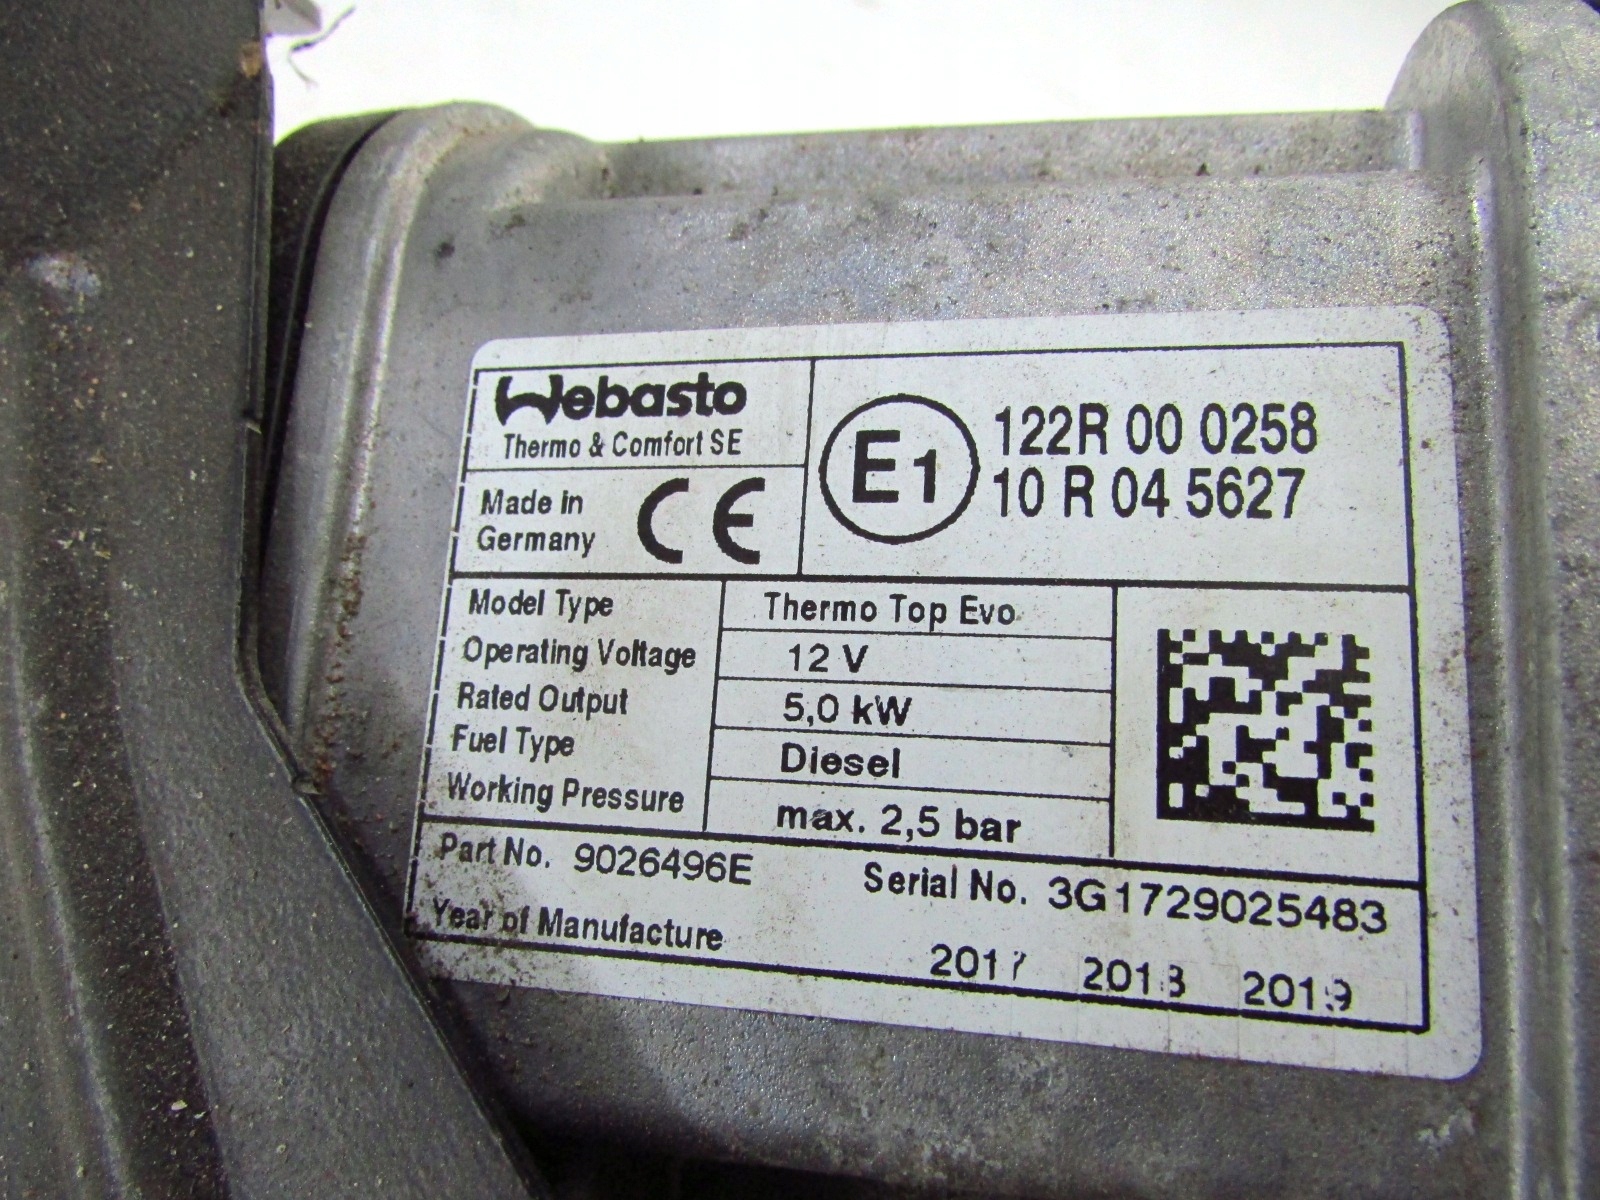 Webasto
Thermo & Comfort SE
Made in
Germany
CE
E1
122R 00 0258
10 R 04 5627
Model Type Thermo Top Evo
Operating Voltage 12 V
Rated Output 5,0 kW
Fuel Type Diesel
Working Pressure max. 2,5 bar
Part No. 9026496E Serial No. 3G1729025483
Year of Manufacture 2017 2018 2019